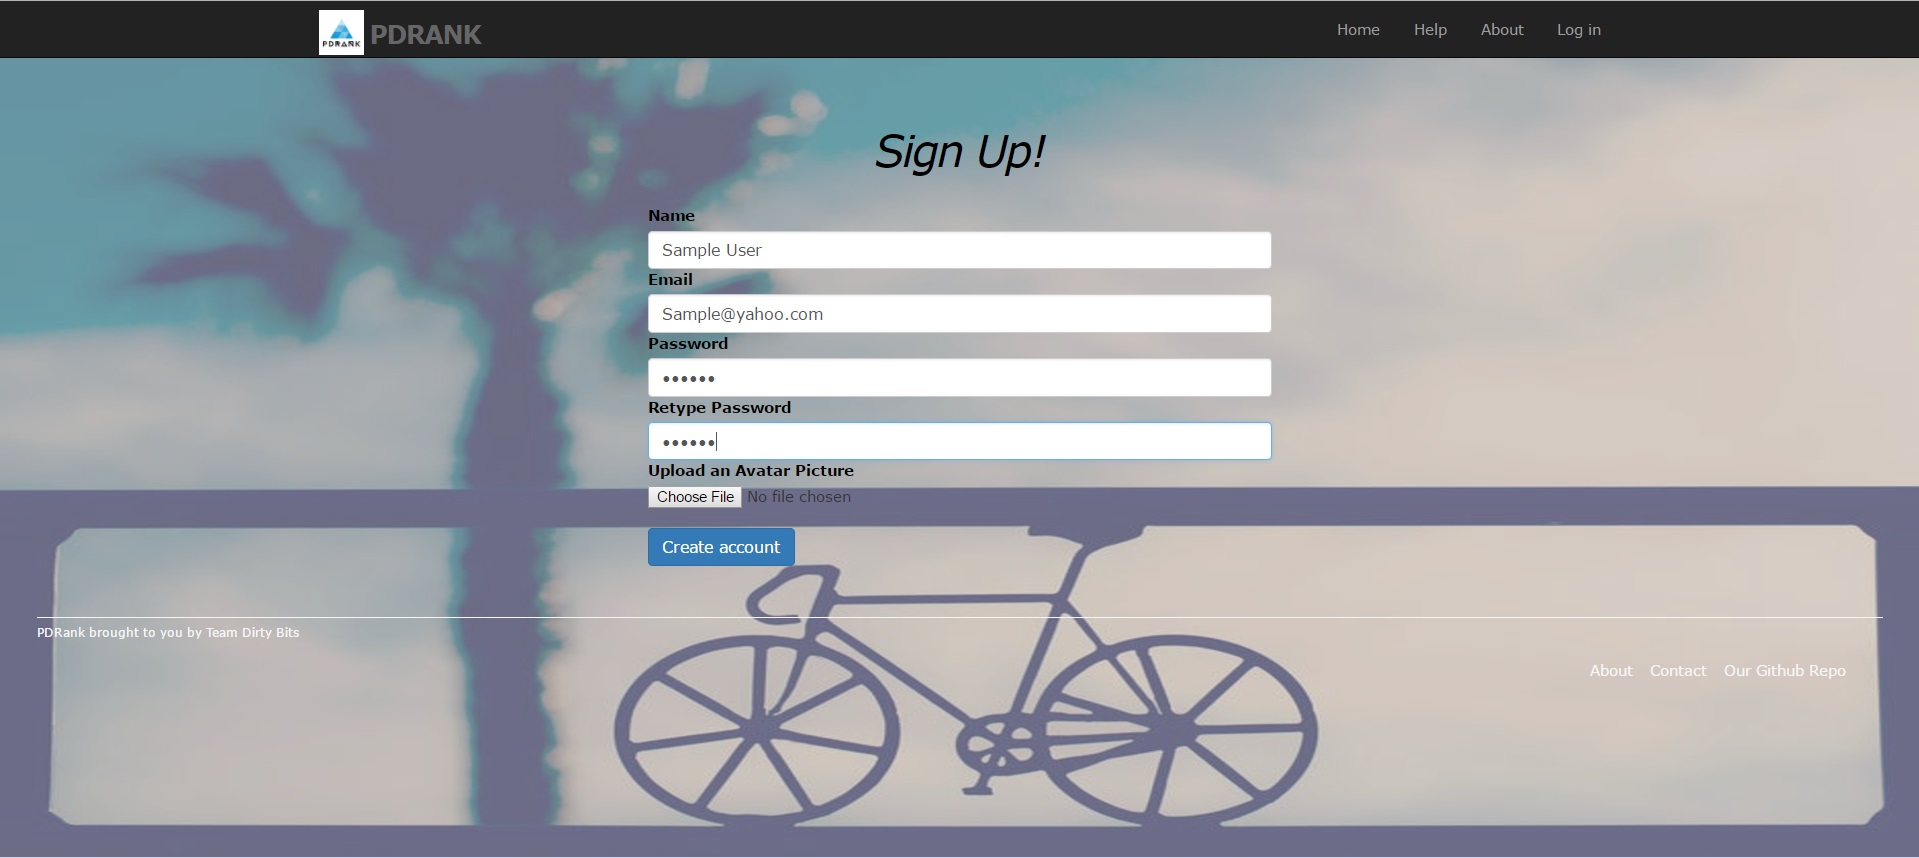 PDRANK PDRANK Home Help About Log in
Sign Up!
Name
Sample User
Email
Sample@yahoo.com
Password
••••••
Retype Password
••••••
Upload an Avatar Picture
Choose File No file chosen
Create account
PDRank brought to you by Team Dirty Bits
About Contact Our Github Repo